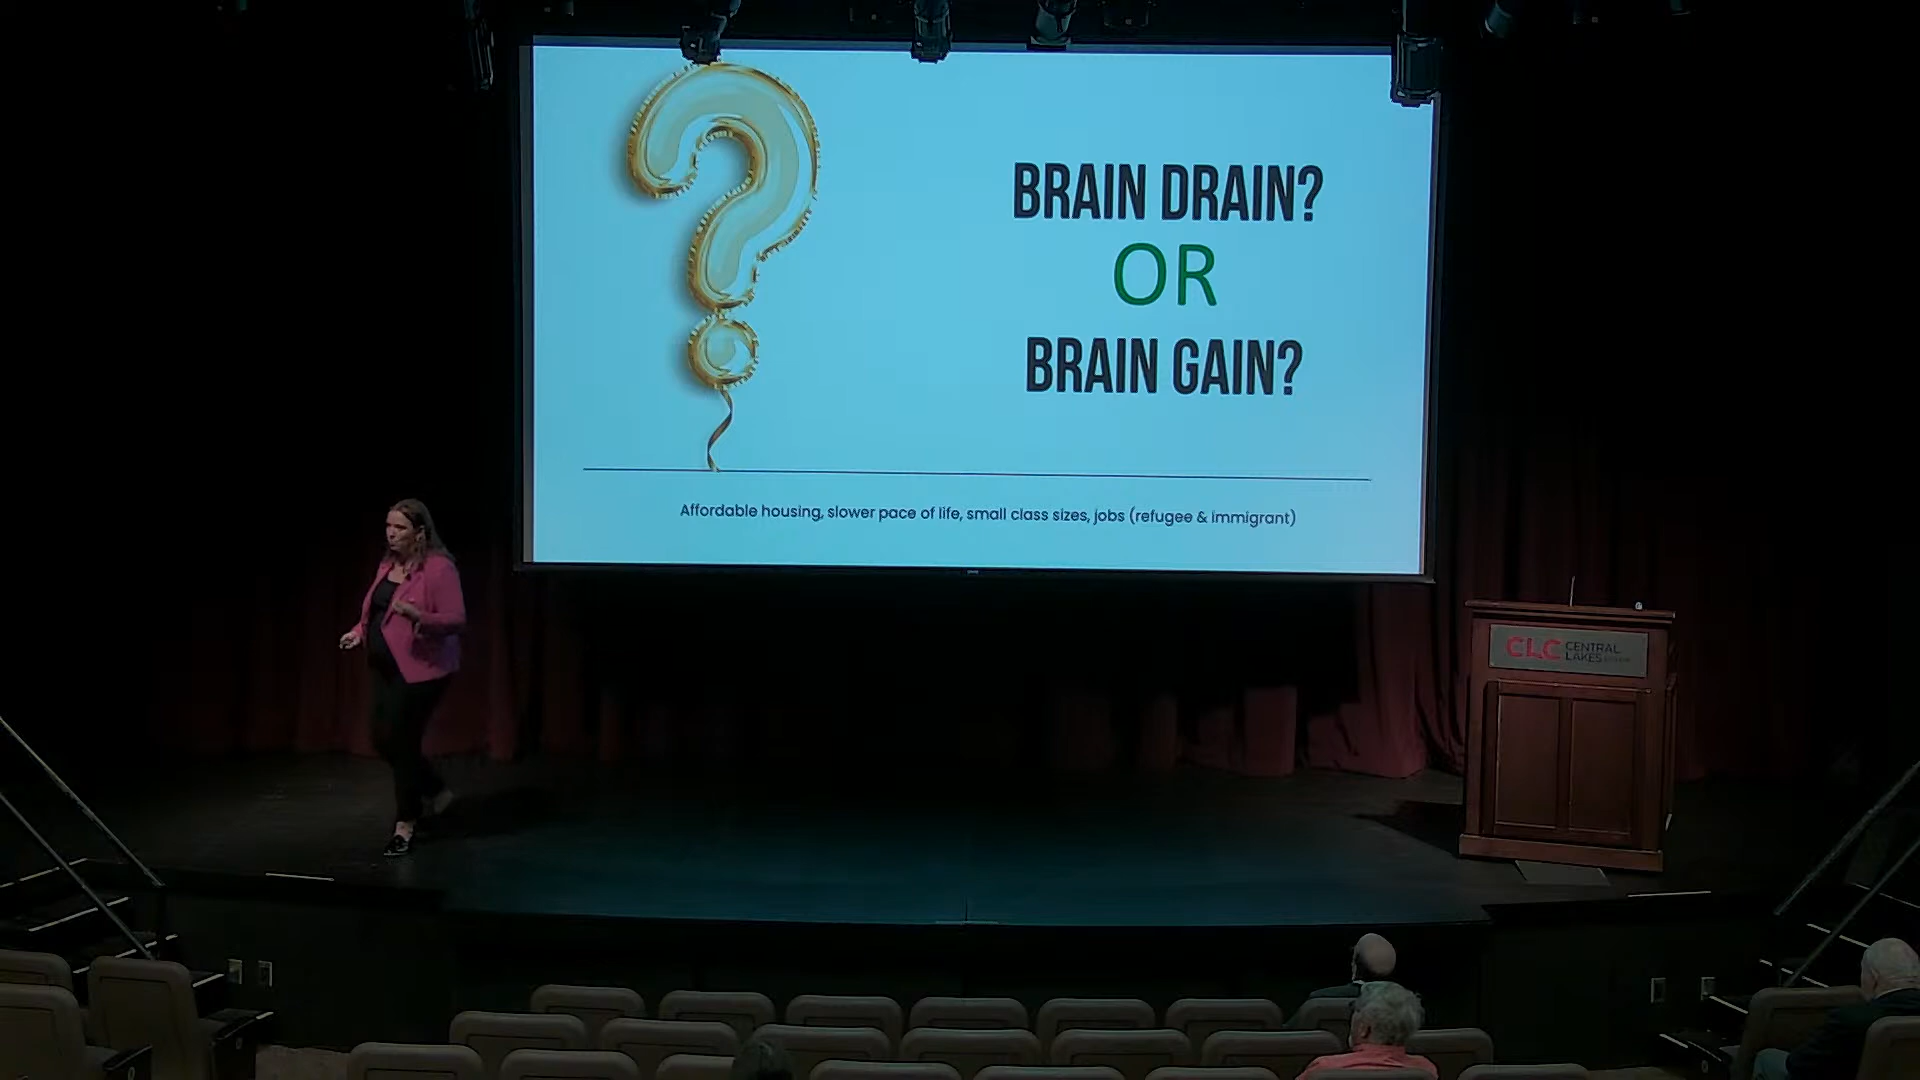 BRAIN DRAIN?
OR
BRAIN GAIN?
Affordable housing, slower pace of life, small class sizes, jobs (refugee & immigrant)
CLC CENTRAL
LAKES